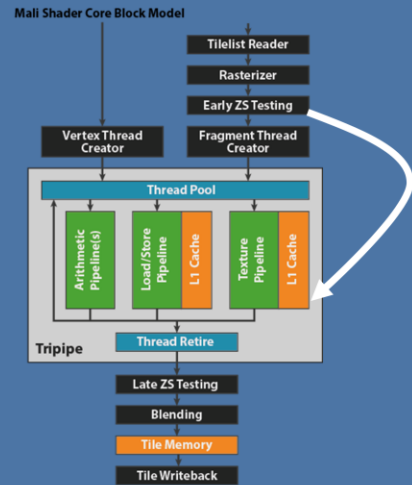 Mali Shader Core Block Model
Tilelist Reader
Rasterizer
Early ZS Testing
Vertex Thread
Creator
Fragment Thread
Creator
Thread Pool
Arithmetic
Pipeline(s)
Load/Store
Pipeline
L1 Cache
Texture
Pipeline
L1 Cache
Thread Retire
Tripipe
Late ZS Testing
Blending
Tile Memory
Tile Writeback